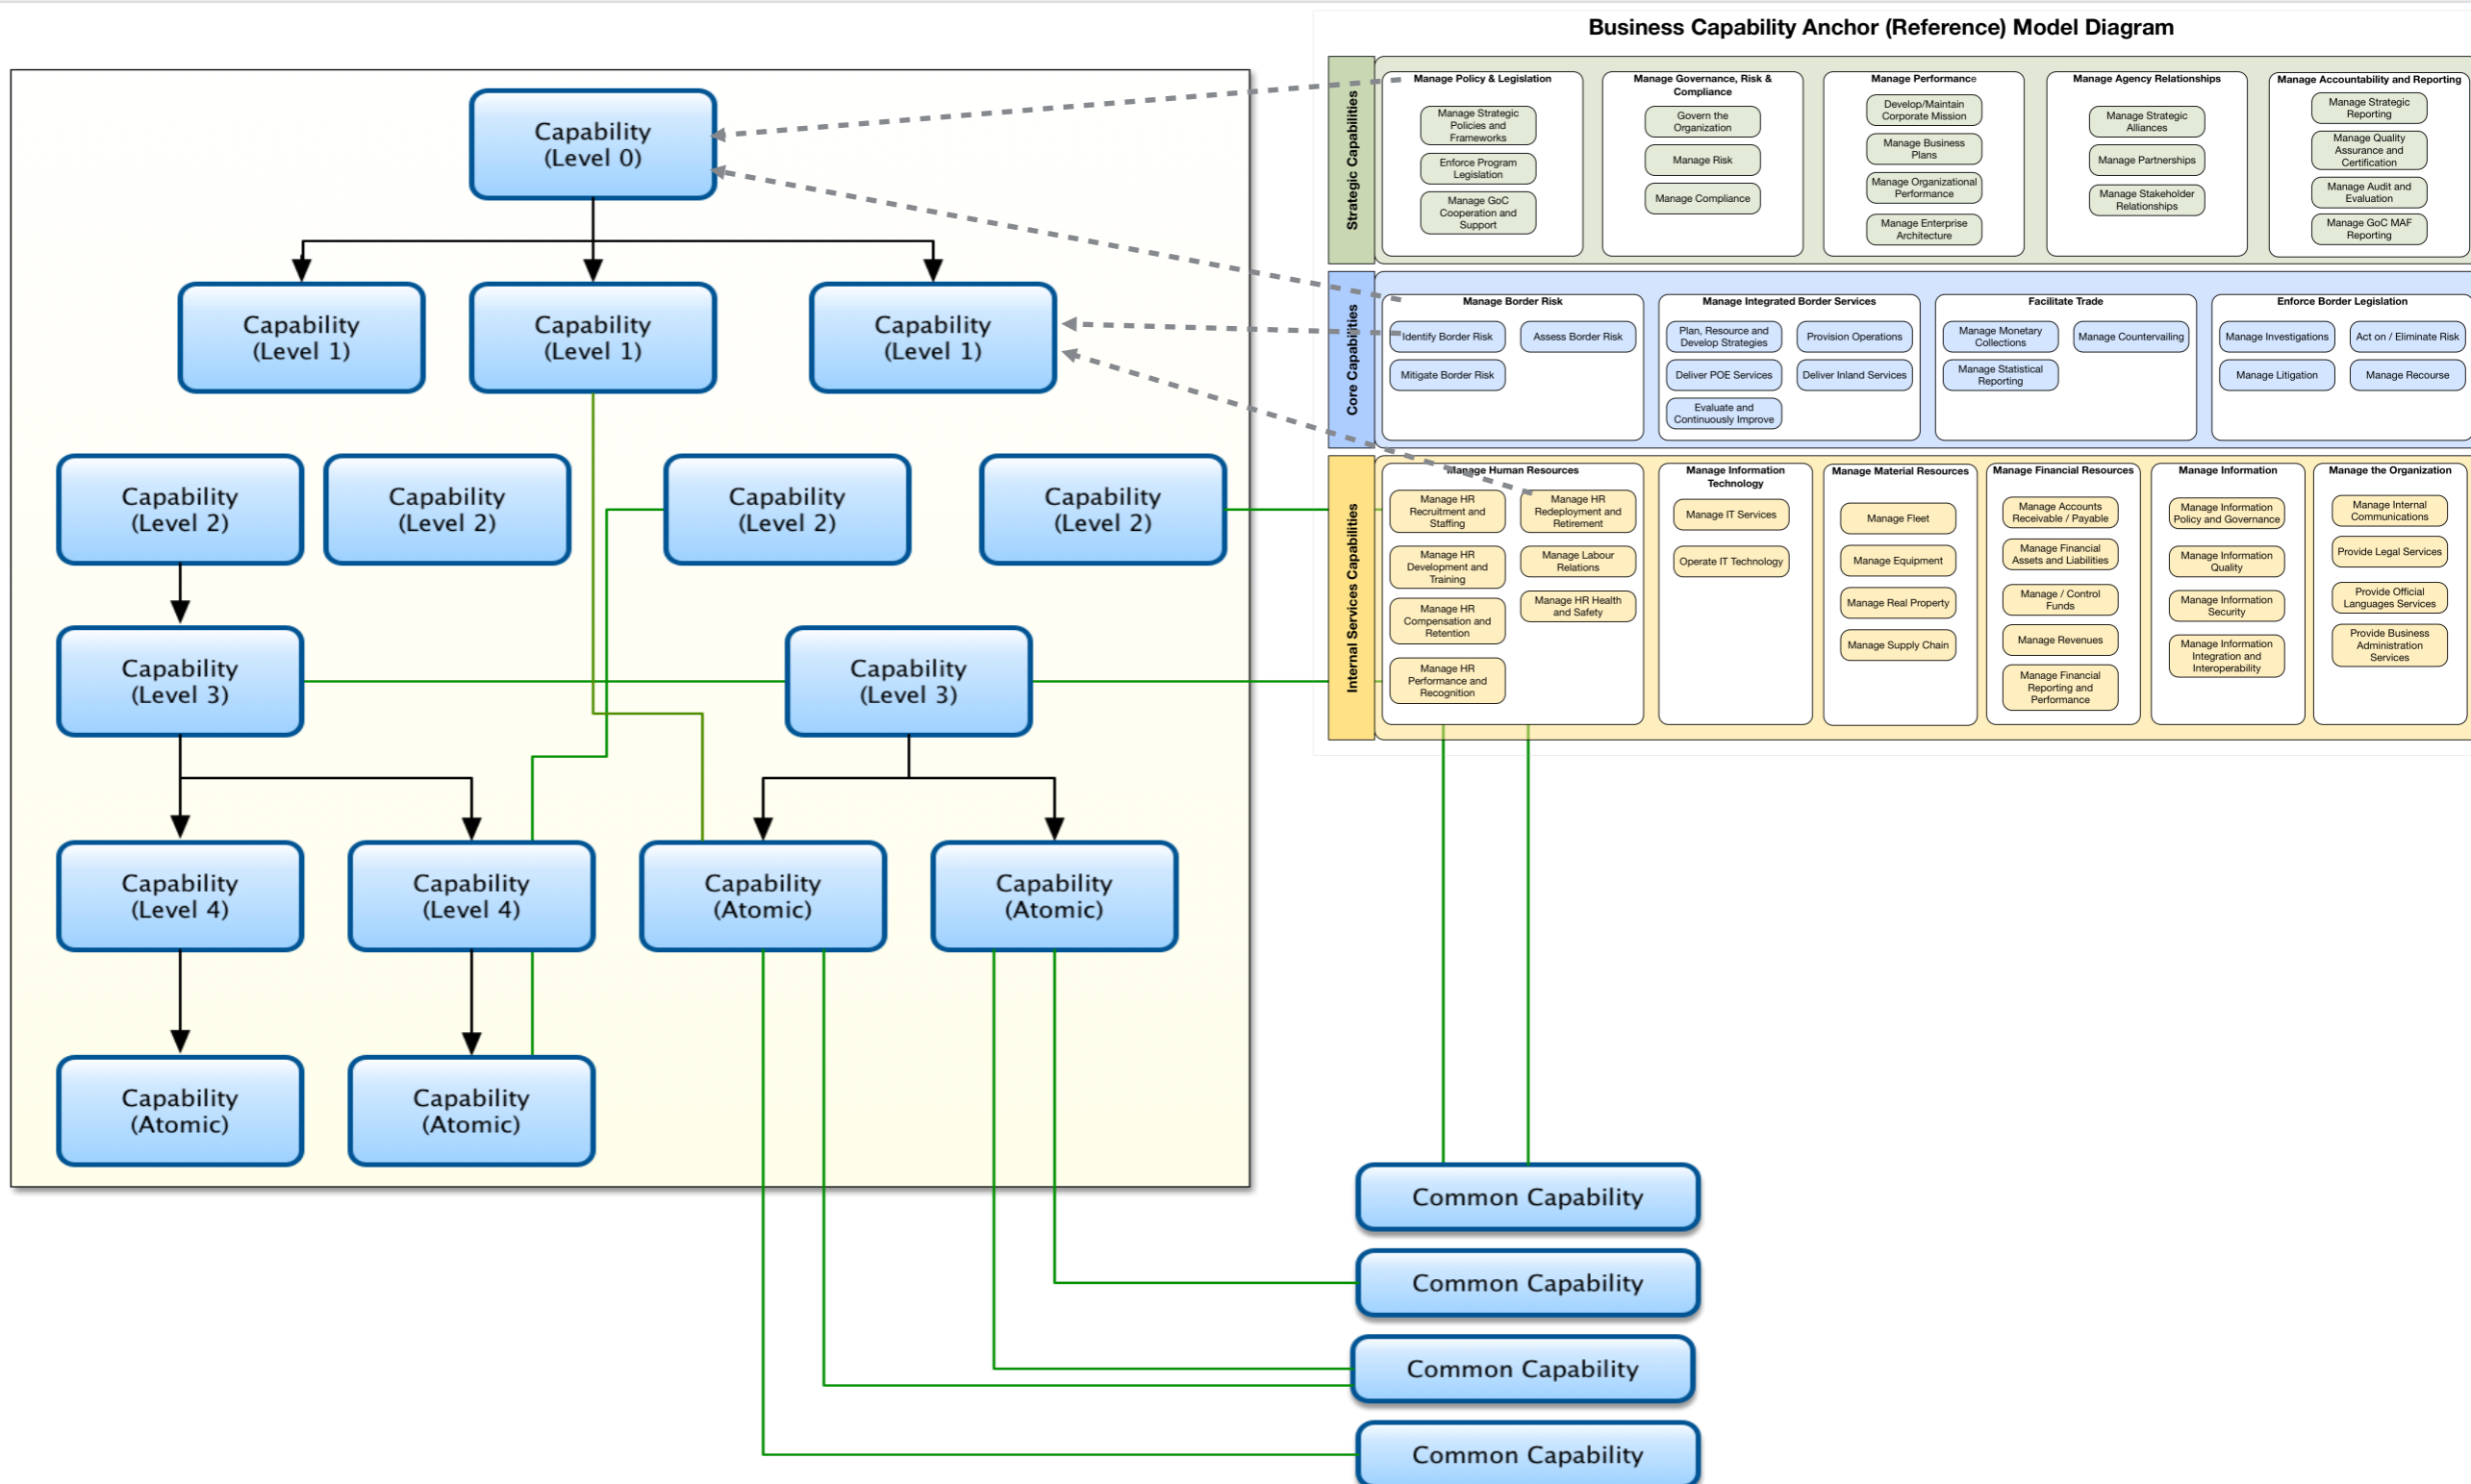 Business Capability Anchor (Reference) Model Diagram
Capability
(Level 0)
Capability
(Level 1)
Capability
(Level 1)
Capability
(Level 1)
Capability
(Level 2)
Capability
(Level 2)
Capability
(Level 2)
Capability
(Level 2)
Capability
(Level 3)
Capability
(Level 3)
Capability
(Level 4)
Capability
(Level 4)
Capability
(Atomic)
Capability
(Atomic)
Capability
(Atomic)
Capability
(Atomic)
Strategic Capabilities
Manage Policy & Legislation
Manage Strategic
Policies and
Frameworks
Enforce Program
Legislation
Manage GoC
Cooperation and
Support
Manage Governance, Risk &
Compliance
Govern the
Organization
Manage Risk
Manage Compliance
Manage Performance
Develop/Maintain
Corporate Mission
Manage Business
Plans
Manage Organizational
Performance
Manage Enterprise
Architecture
Manage Agency Relationships
Manage Strategic
Alliances
Manage Partnerships
Manage Stakeholder
Relationships
Manage Accountability and Reporting
Manage Strategic
Reporting
Manage Quality
Assurance and
Certification
Manage Audit and
Evaluation
Manage GoC MAF
Reporting
Core Capabilities
Manage Border Risk
Identify Border Risk
Assess Border Risk
Mitigate Border Risk
Manage Integrated Border Services
Plan, Resource and
Develop Strategies
Provision Operations
Deliver POE Services
Deliver Inland Services
Evaluate and
Continuously Improve
Facilitate Trade
Manage Monetary
Collections
Manage Countervailing
Manage Statistical
Reporting
Enforce Border Legislation
Manage Investigations
Act on / Eliminate Risk
Manage Litigation
Manage Recourse
Internal Services Capabilities
Manage Human Resources
Manage HR
Recruitment and
Staffing
Manage HR
Redeployment and
Retirement
Manage HR
Development and
Training
Manage Labour
Relations
Manage HR
Compensation and
Retention
Manage HR Health
and Safety
Manage HR
Performance and
Recognition
Manage Information
Technology
Manage IT Services
Operate IT Technology
Manage Material Resources
Manage Fleet
Manage Equipment
Manage Real Property
Manage Supply Chain
Manage Financial Resources
Manage Accounts
Receivable / Payable
Manage Financial
Assets and Liabilities
Manage / Control
Funds
Manage Revenues
Manage Financial
Reporting and
Performance
Manage Information
Manage Information
Policy and Governance
Manage Information
Quality
Manage Information
Security
Manage Information
Integration and
Interoperability
Manage the Organization
Manage Internal
Communications
Provide Legal Services
Provide Official
Languages Services
Provide Business
Administration
Services
Common Capability
Common Capability
Common Capability
Common Capability